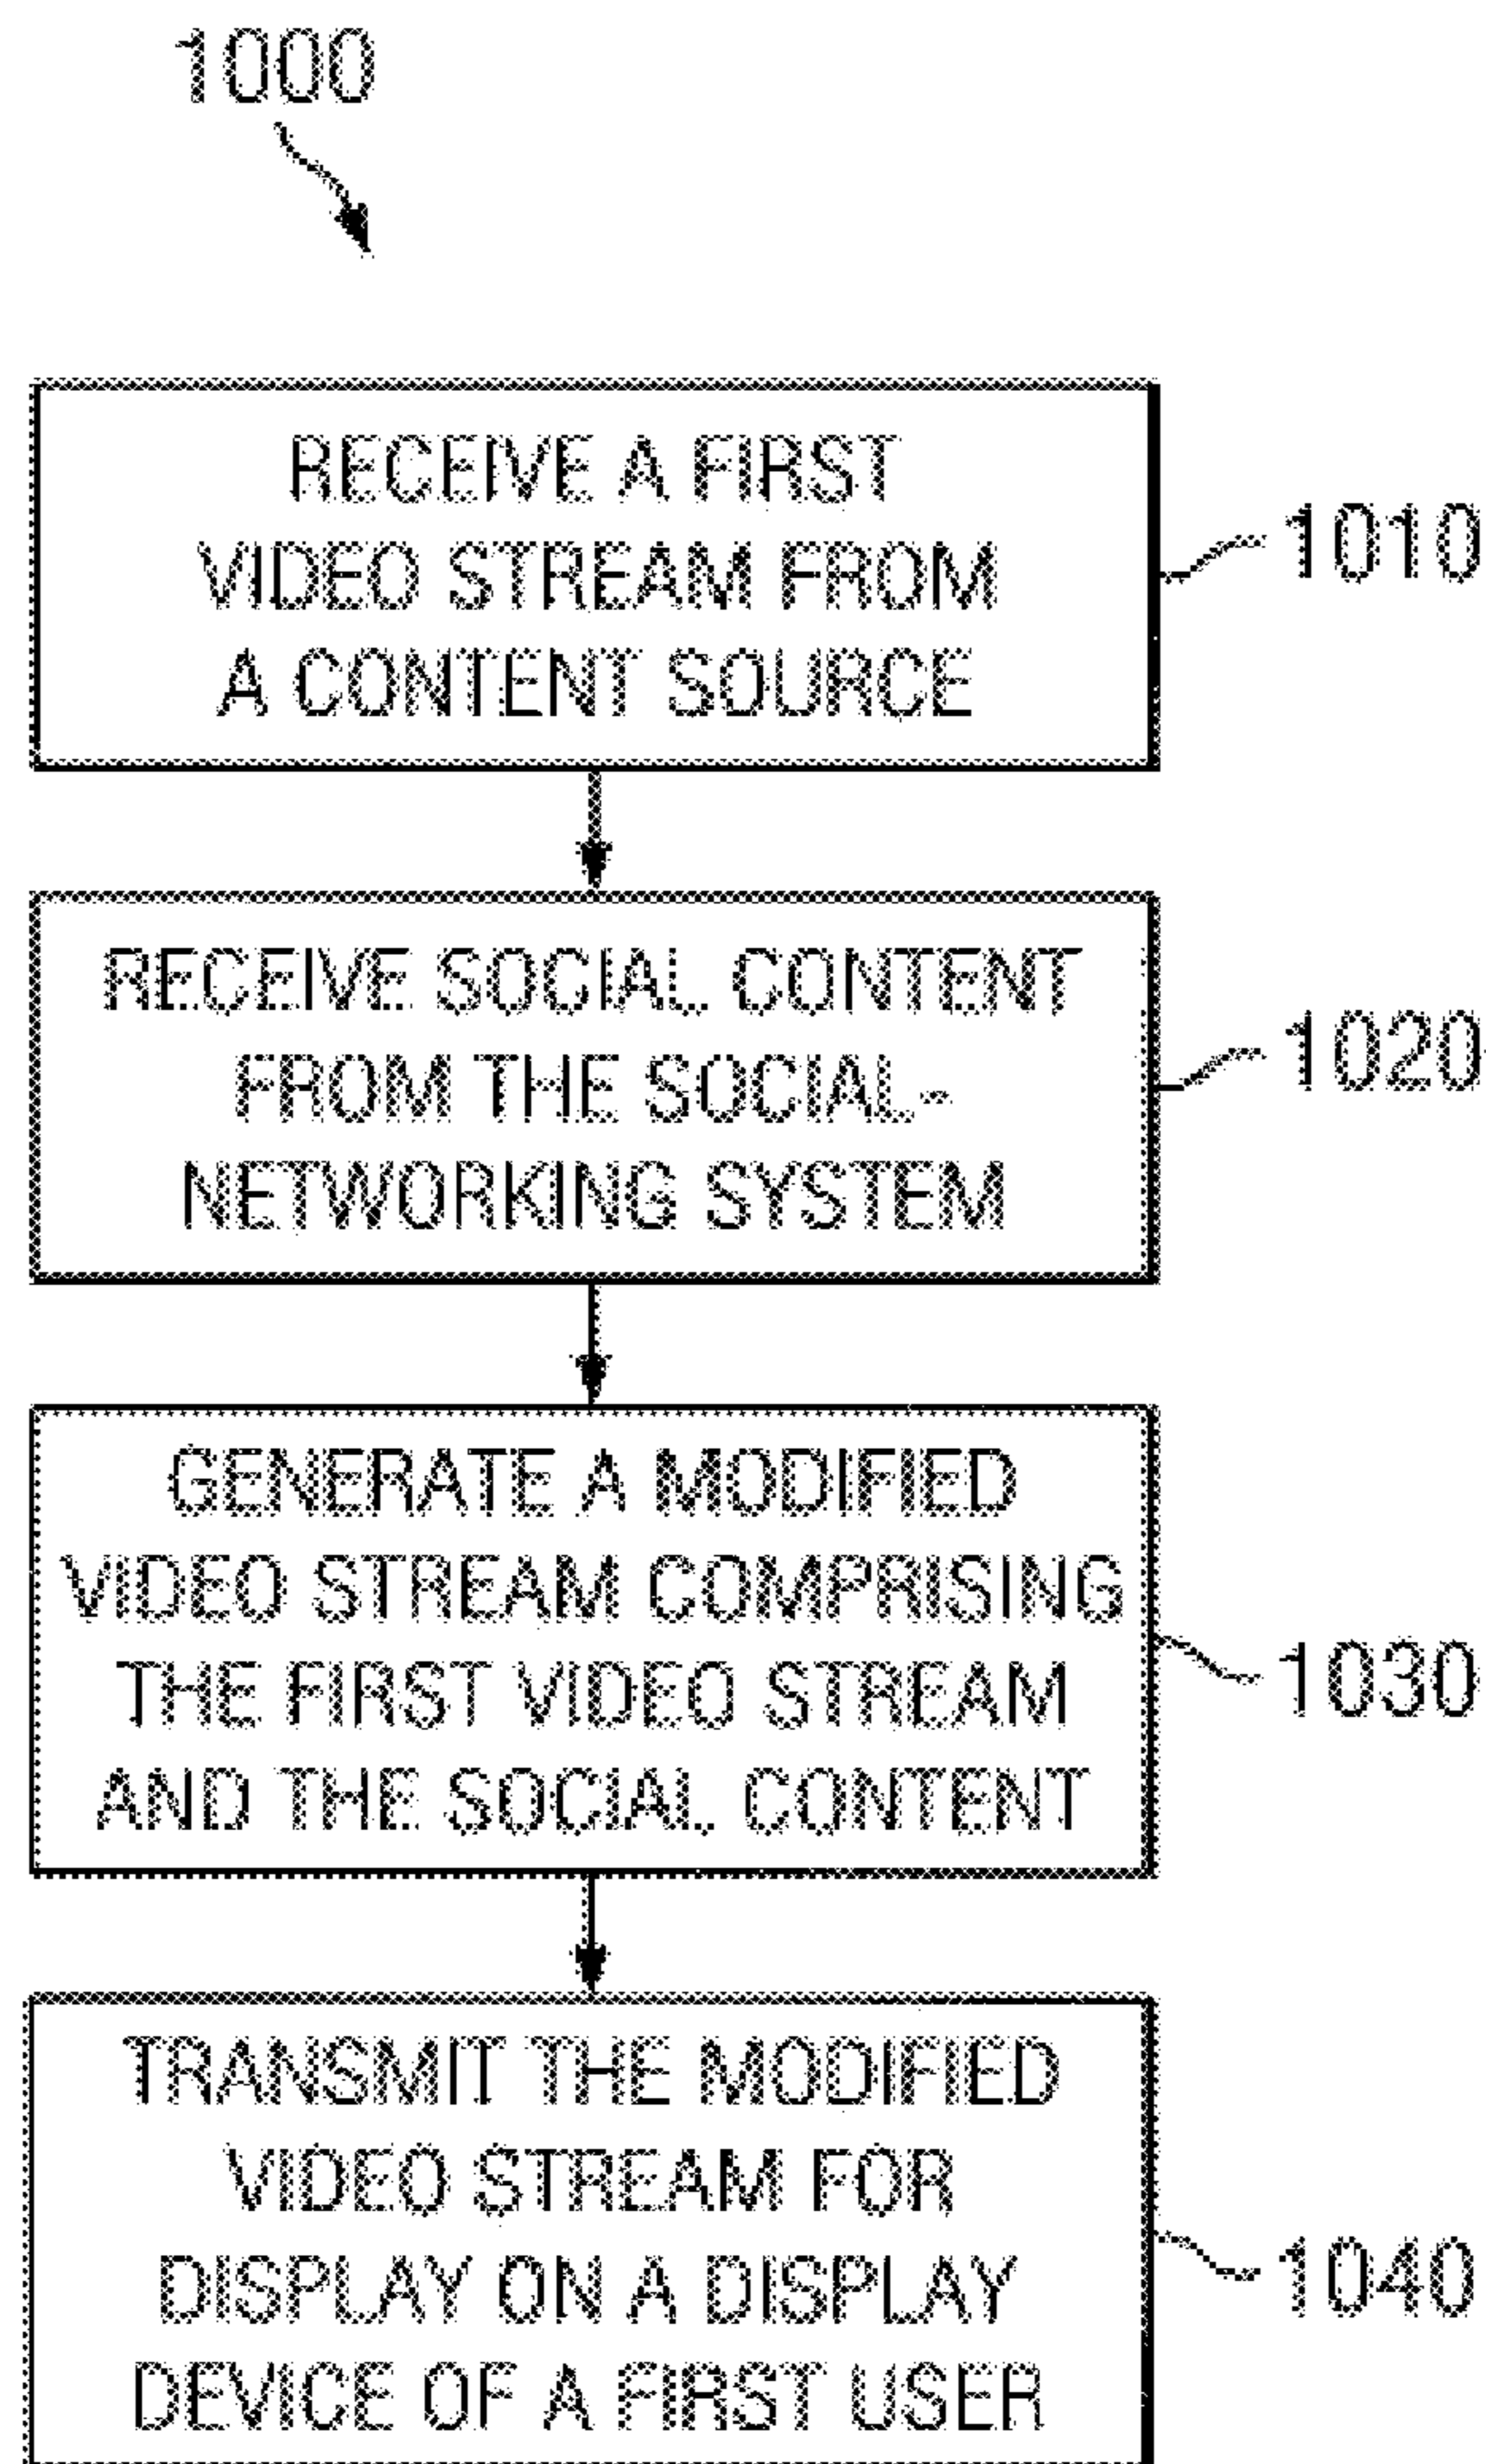 1000
RECEIVE A FIRST
VIDEO STREAM FROM
A CONTENT SOURCE
1010
RECEIVE SOCIAL CONTENT
FROM THE SOCIAL-
NETWORKING SYSTEM
1020
GENERATE A MODIFIED
VIDEO STREAM COMPRISING
THE FIRST VIDEO STREAM
AND THE SOCIAL CONTENT
1030
TRANSMIT THE MODIFIED
VIDEO STREAM FOR
DISPLAY ON A DISPLAY
DEVICE OF A FIRST USER
1040